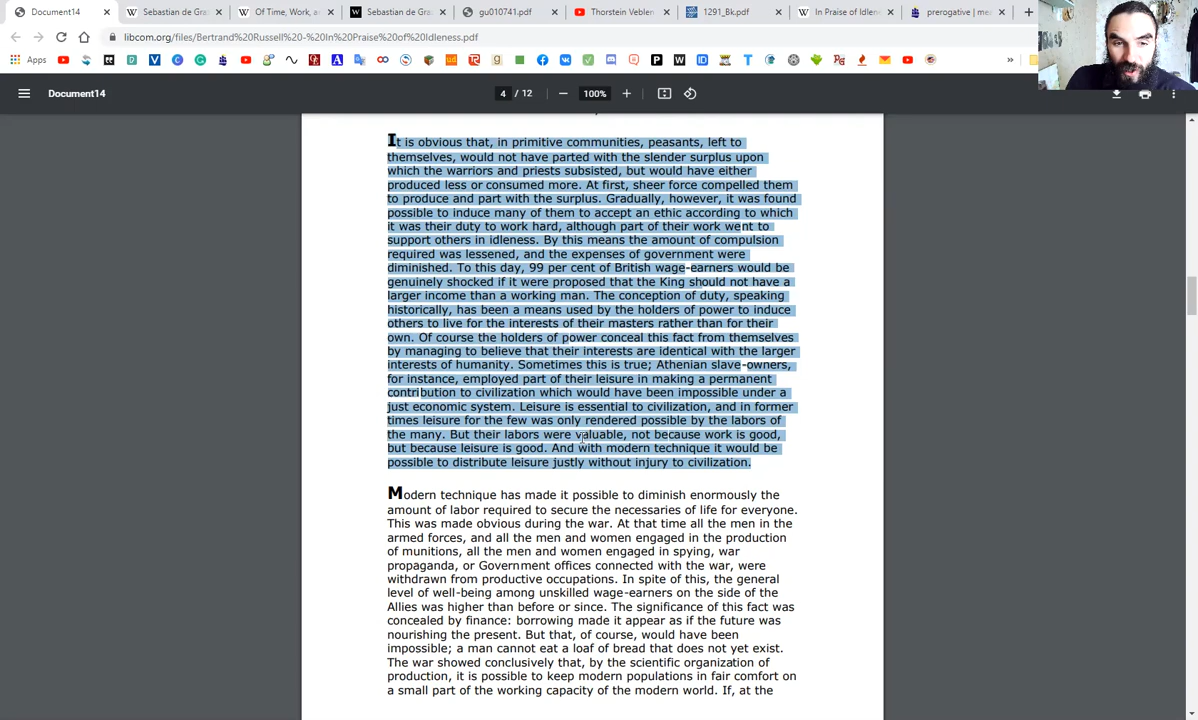 Document14
Sebastian de Gra
Of Time, Work, a
Sebastian de Gra
gu010741.pdf
Thorstein Veblen
1291_Bk.pdf
In Praise of Idlene
prerogative | me
libcom.org/files/Bertrand%20Russell%20-%20In%20Praise%20of%20Idleness.pdf
Apps
Document14
4 / 12
100%
It is obvious that, in primitive communities, peasants, left to
themselves, would not have parted with the slender surplus upon
which the warriors and priests subsisted, but would have either
produced less or consumed more. At first, sheer force compelled them
to produce and part with the surplus. Gradually, however, it was found
possible to induce many of them to accept an ethic according to which
it was their duty to work hard, although part of their work went to
support others in idleness. By this means the amount of compulsion
required was lessened, and the expenses of government were
diminished. To this day, 99 per cent of British wage-earners would be
genuinely shocked if it were proposed that the King should not have a
larger income than a working man. The conception of duty, speaking
historically, has been a means used by the holders of power to induce
others to live for the interests of their masters rather than for their
own. Of course the holders of power conceal this fact from themselves
by managing to believe that their interests are identical with the larger
interests of humanity. Sometimes this is true; Athenian slave-owners,
for instance, employed part of their leisure in making a permanent
contribution to civilization which would have been impossible under a
just economic system. Leisure is essential to civilization, and in former
times leisure for the few was only rendered possible by the labors of
the many. But their labors were valuable, not because work is good,
but because leisure is good. And with modern technique it would be
possible to distribute leisure justly without injury to civilization.
Modern technique has made it possible to diminish enormously the
amount of labor required to secure the necessaries of life for everyone.
This was made obvious during the war. At that time all the men in the
armed forces, and all the men and women engaged in the production
of munitions, all the men and women engaged in spying, war
propaganda, or Government offices connected with the war, were
withdrawn from productive occupations. In spite of this, the general
level of well-being among unskilled wage-earners on the side of the
Allies was higher than before or since. The significance of this fact was
concealed by finance: borrowing made it appear as if the future was
nourishing the present. But that, of course, would have been
impossible; a man cannot eat a loaf of bread that does not yet exist.
The war showed conclusively that, by the scientific organization of
production, it is possible to keep modern populations in fair comfort on
a small part of the working capacity of the modern world. If, at the